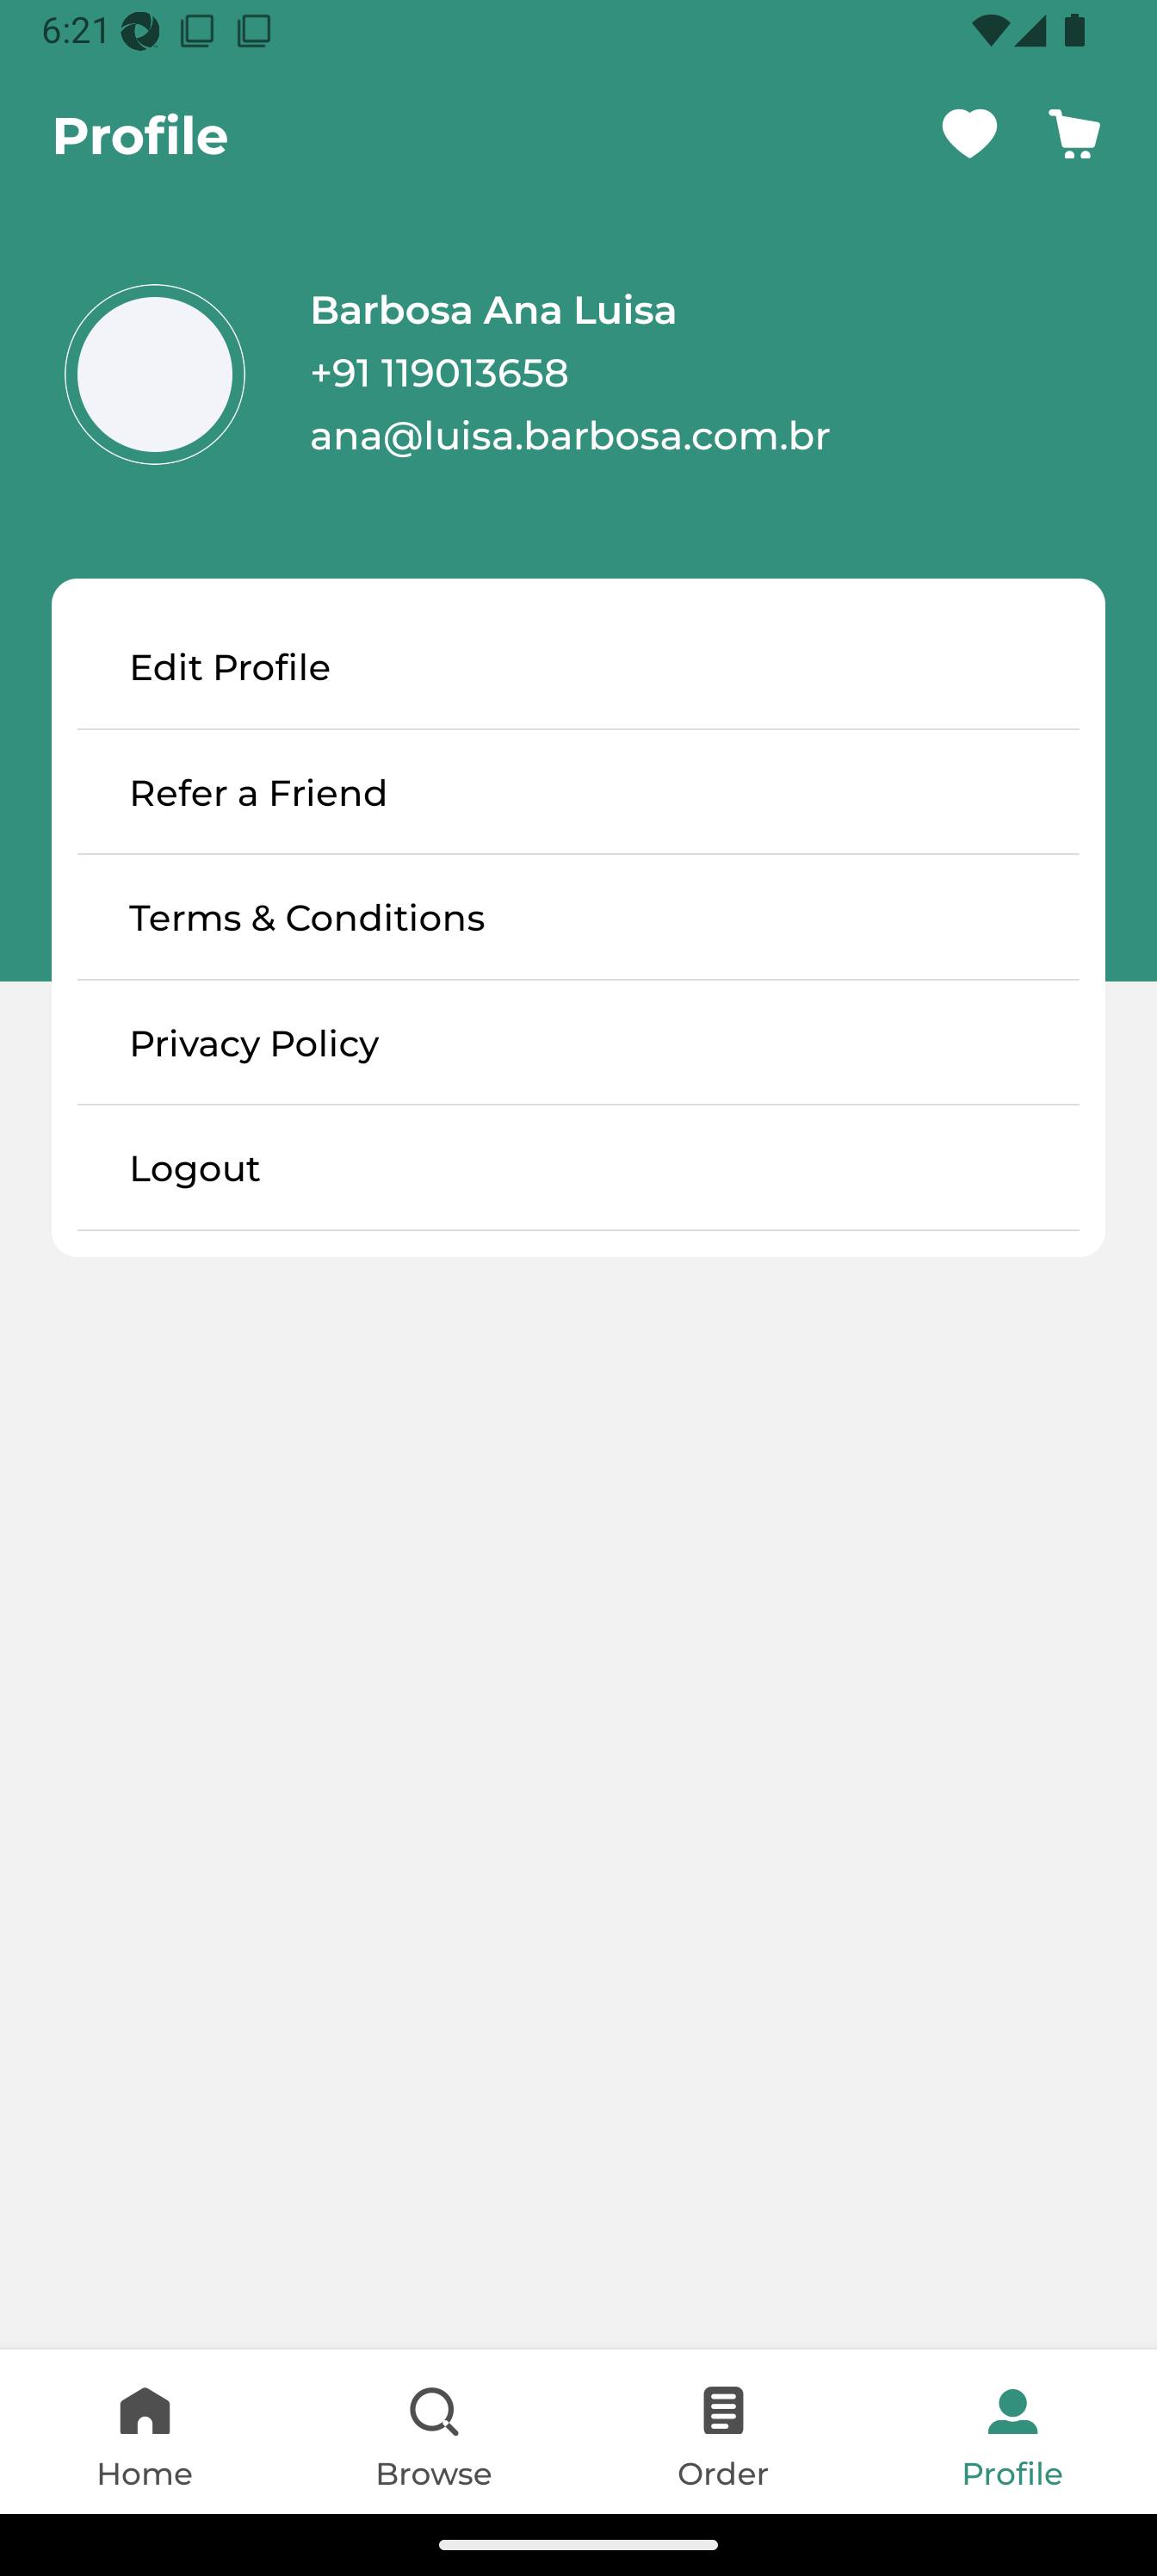 6:21
Profile
Barbosa Ana Luisa
+91 119013658
ana@luisa.barbosa.com.br
Edit Profile
Refer a Friend
Terms & Conditions
Privacy Policy
Logout
Home
Browse
Order
Profile